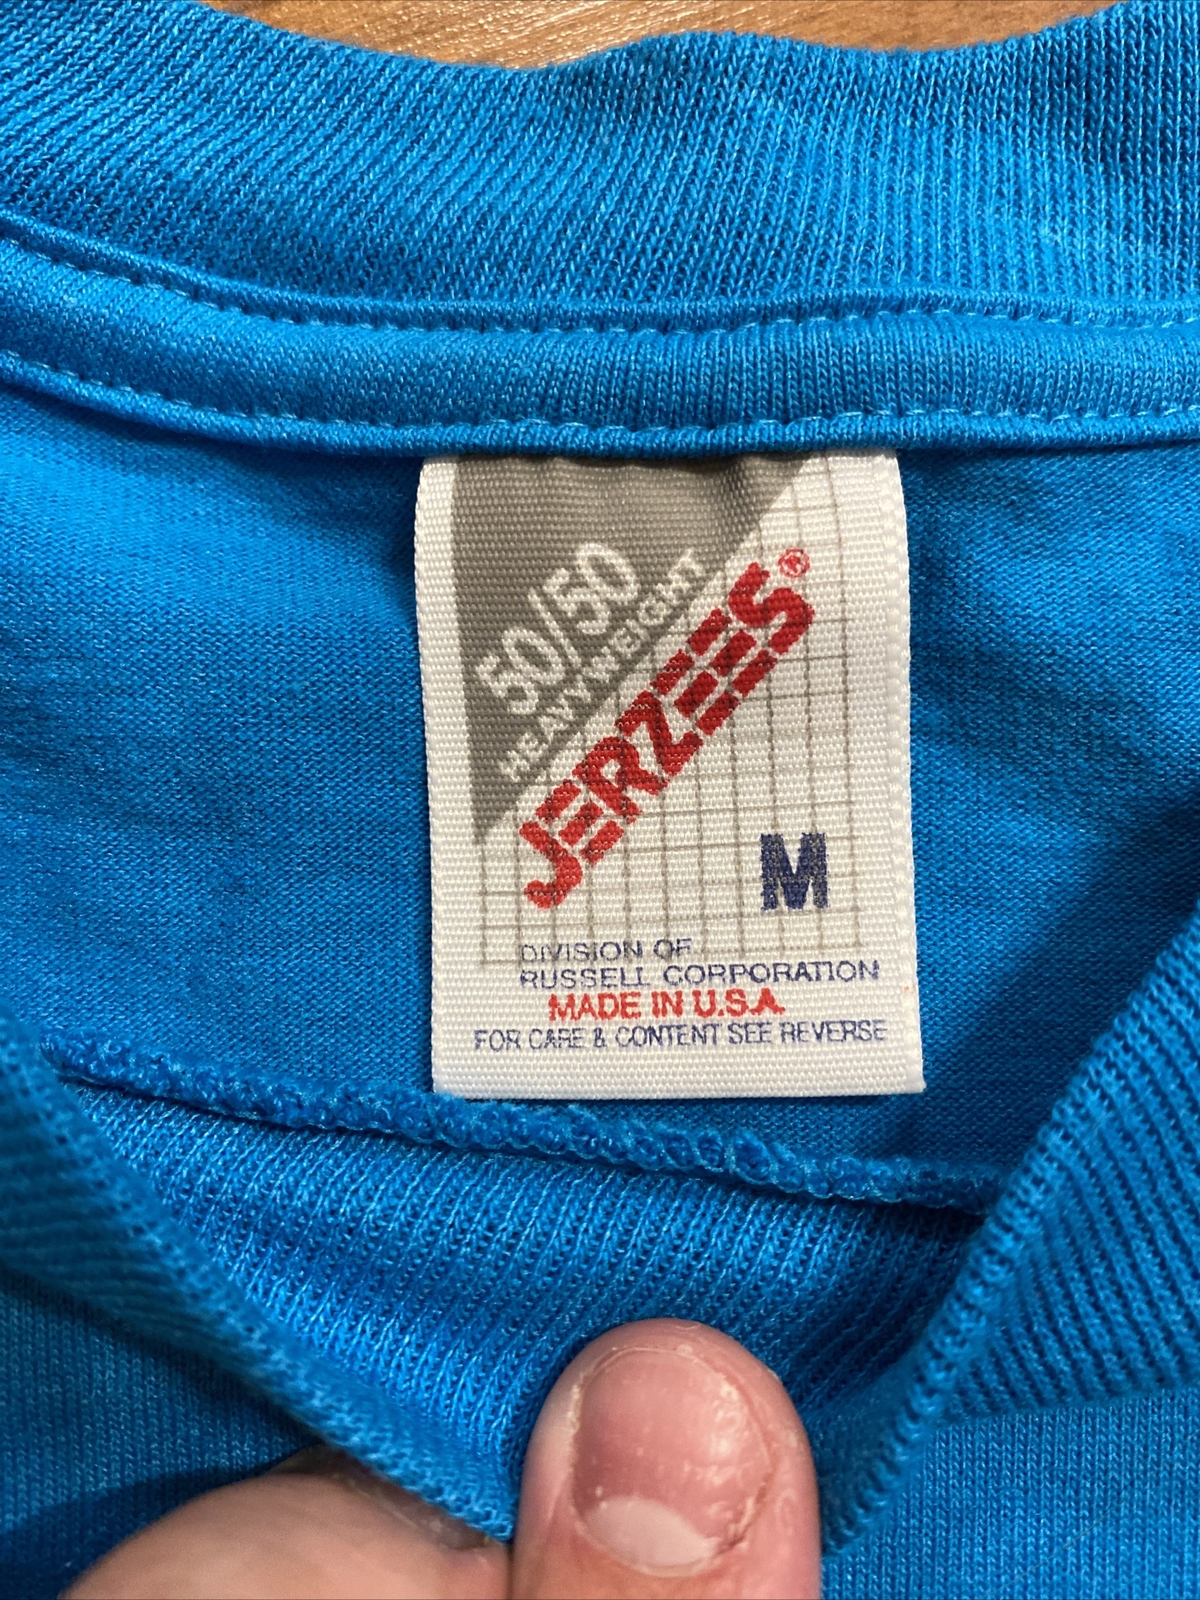 50/50
HEAVYWEIGHT
JERZEES®
M
DIVISION OF
RUSSELL CORPORATION
MADE IN U.S.A.
FOR CARE & CONTENT SEE REVERSE